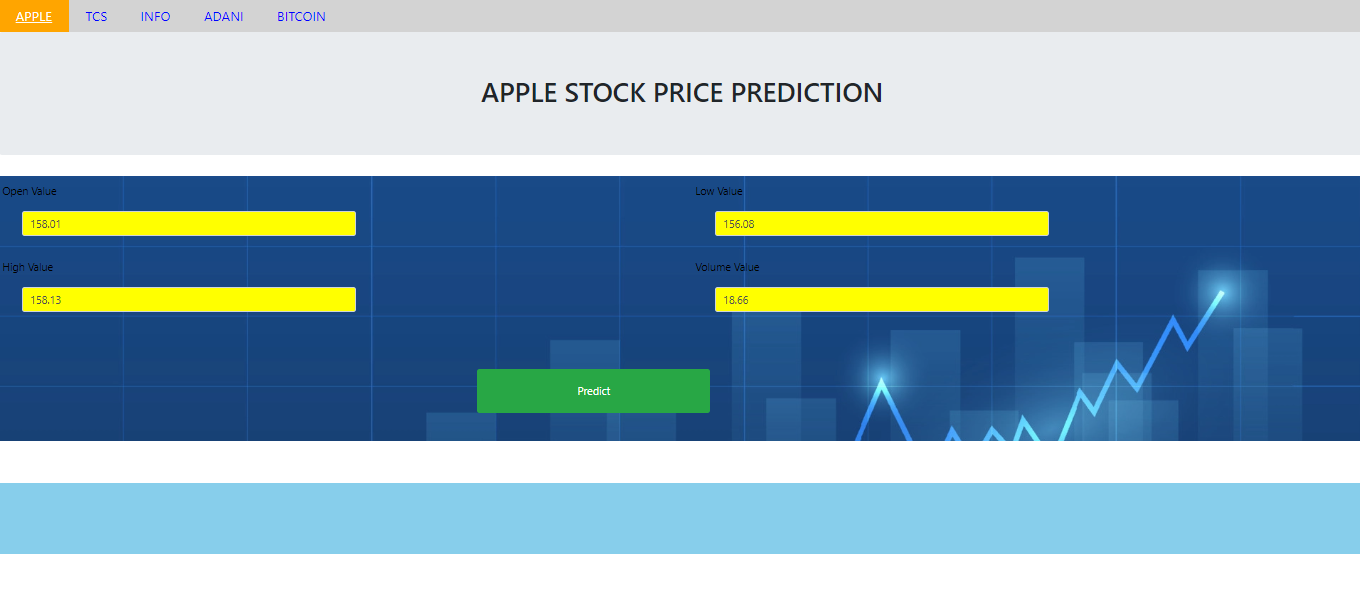 APPLE TCS INFO ADANI BITCOIN
APPLE STOCK PRICE PREDICTION
Open Value Low Value
158.01 156.08
High Value Volume Value
158.13 18.66
Predict